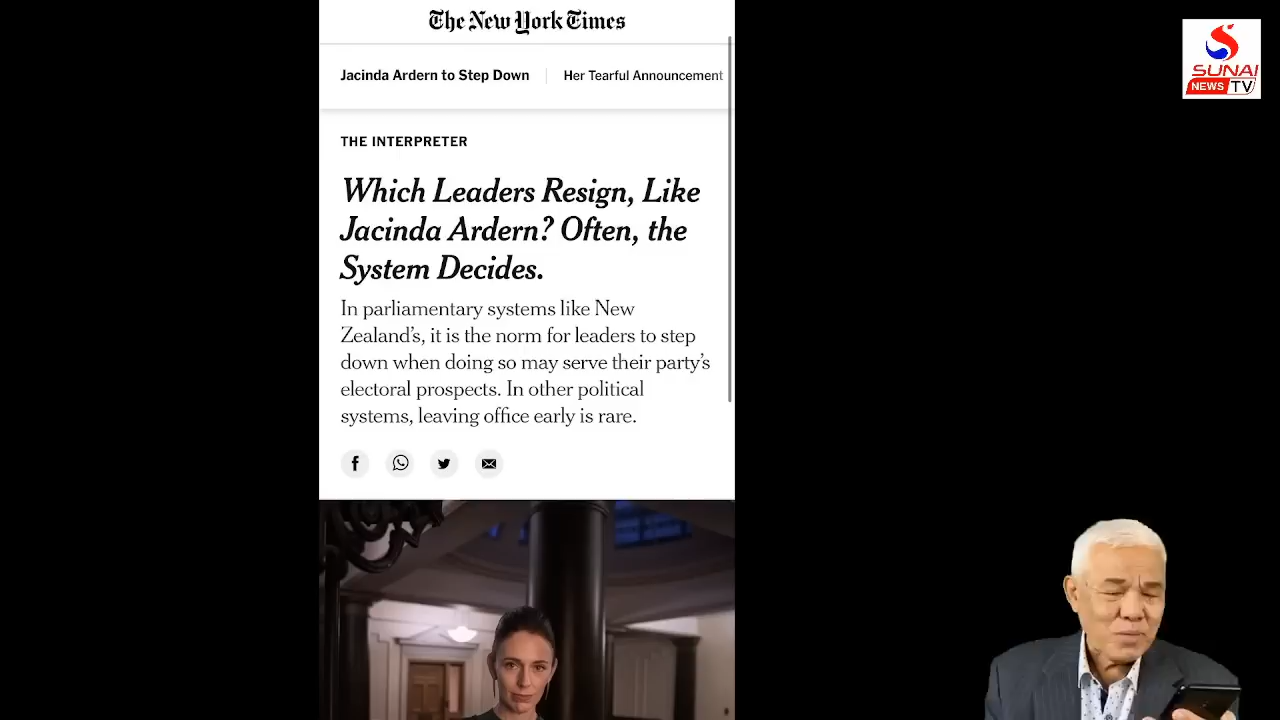 The New York Times
SUNAI
NEWS TV
Jacinda Ardern to Step Down
Her Tearful Announcement
THE INTERPRETER
Which Leaders Resign, Like
Jacinda Ardern? Often, the
System Decides.
In parliamentary systems like New
Zealand's, it is the norm for leaders to step
down when doing so may serve their party's
electoral prospects. In other political
systems, leaving office early is rare.